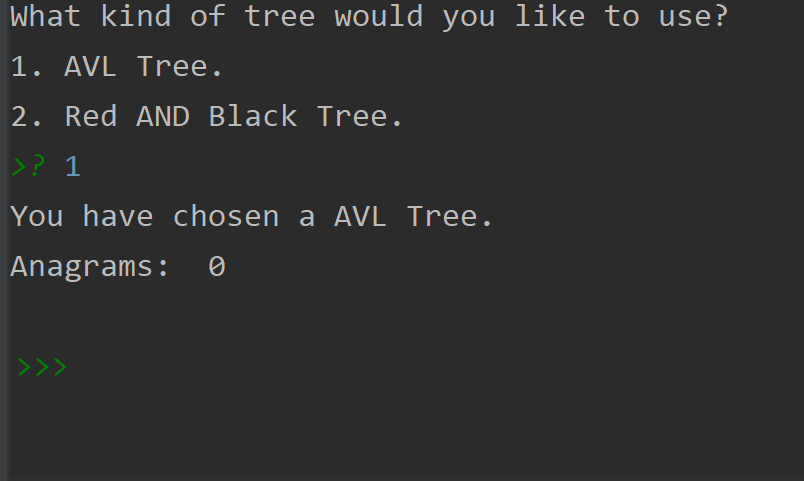 What kind of tree would you like to use?
1. AVL Tree.
2. Red AND Black Tree.
>? 1
You have chosen a AVL Tree.
Anagrams:  0
>>>